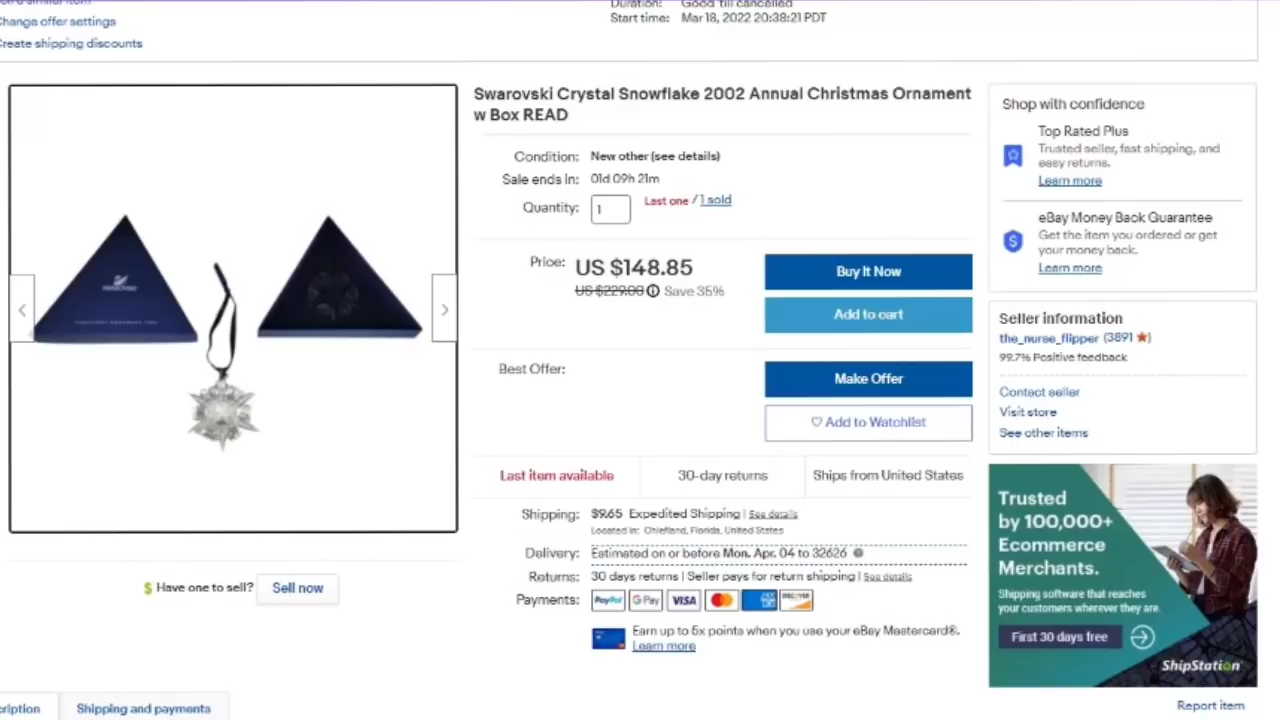 Change offer settings
Create shipping discounts
Duration: Good 'till cancelled
Start time: Mar 18, 2022 20:38:21 PDT
SWAROVSKI
Swarovski Crystal Snowflake 2002 Annual Christmas Ornament
w Box READ
Condition: New other (see details)
Sale ends in: 01d 09h 21m
Quantity: 1 Last one / 1 sold
Price: US $148.85
US $229.00 Save 35%
Buy It Now
Add to cart
Best Offer:
Make Offer
Add to Watchlist
Last item available 30-day returns Ships from United States
Shipping: $9.65 Expedited Shipping | See details
Located in: Chiefland, Florida, United States
Delivery: Estimated on or before Mon. Apr. 04 to 32626
Returns: 30 days returns | Seller pays for return shipping | See details
Payments: PayPal G Pay VISA DISCOVER
Earn up to 5x points when you use your eBay Mastercard®.
Learn more
$ Have one to sell? Sell now
Shop with confidence
Top Rated Plus
Trusted seller, fast shipping, and
easy returns.
Learn more
eBay Money Back Guarantee
Get the item you ordered or get
your money back.
Learn more
Seller information
the_nurse_flipper (3891 ★)
99.7% Positive feedback
Contact seller
Visit store
See other items
Trusted
by 100,000+
Ecommerce
Merchants.
Shipping software that reaches
your customers wherever they are.
First 30 days free
ShipStation
Report item
Shipping and payments